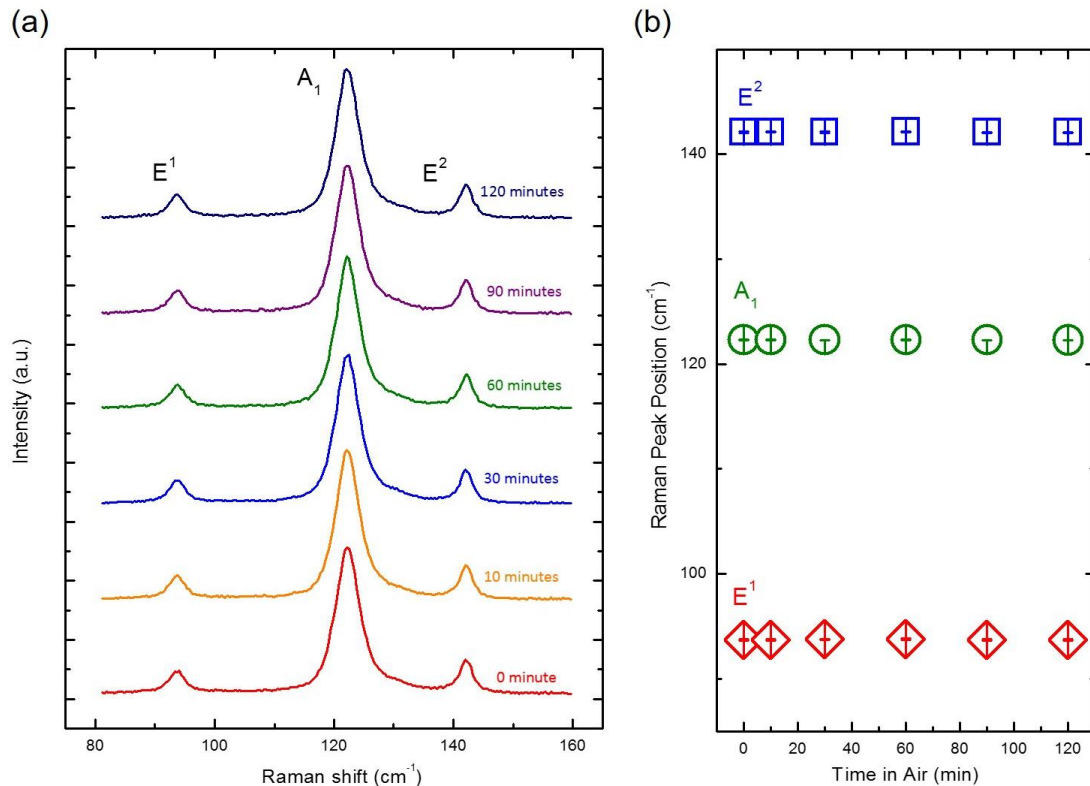 (a)
A₁
E¹
E²
120 minutes
90 minutes
60 minutes
30 minutes
10 minutes
0 minute
Intensity (a.u.)
80 100 120 140 160
Raman shift (cm⁻¹)
(b)
E²
A₁
E¹
140
120
100
Raman Peak Position (cm⁻¹)
0 20 40 60 80 100 120
Time in Air (min)